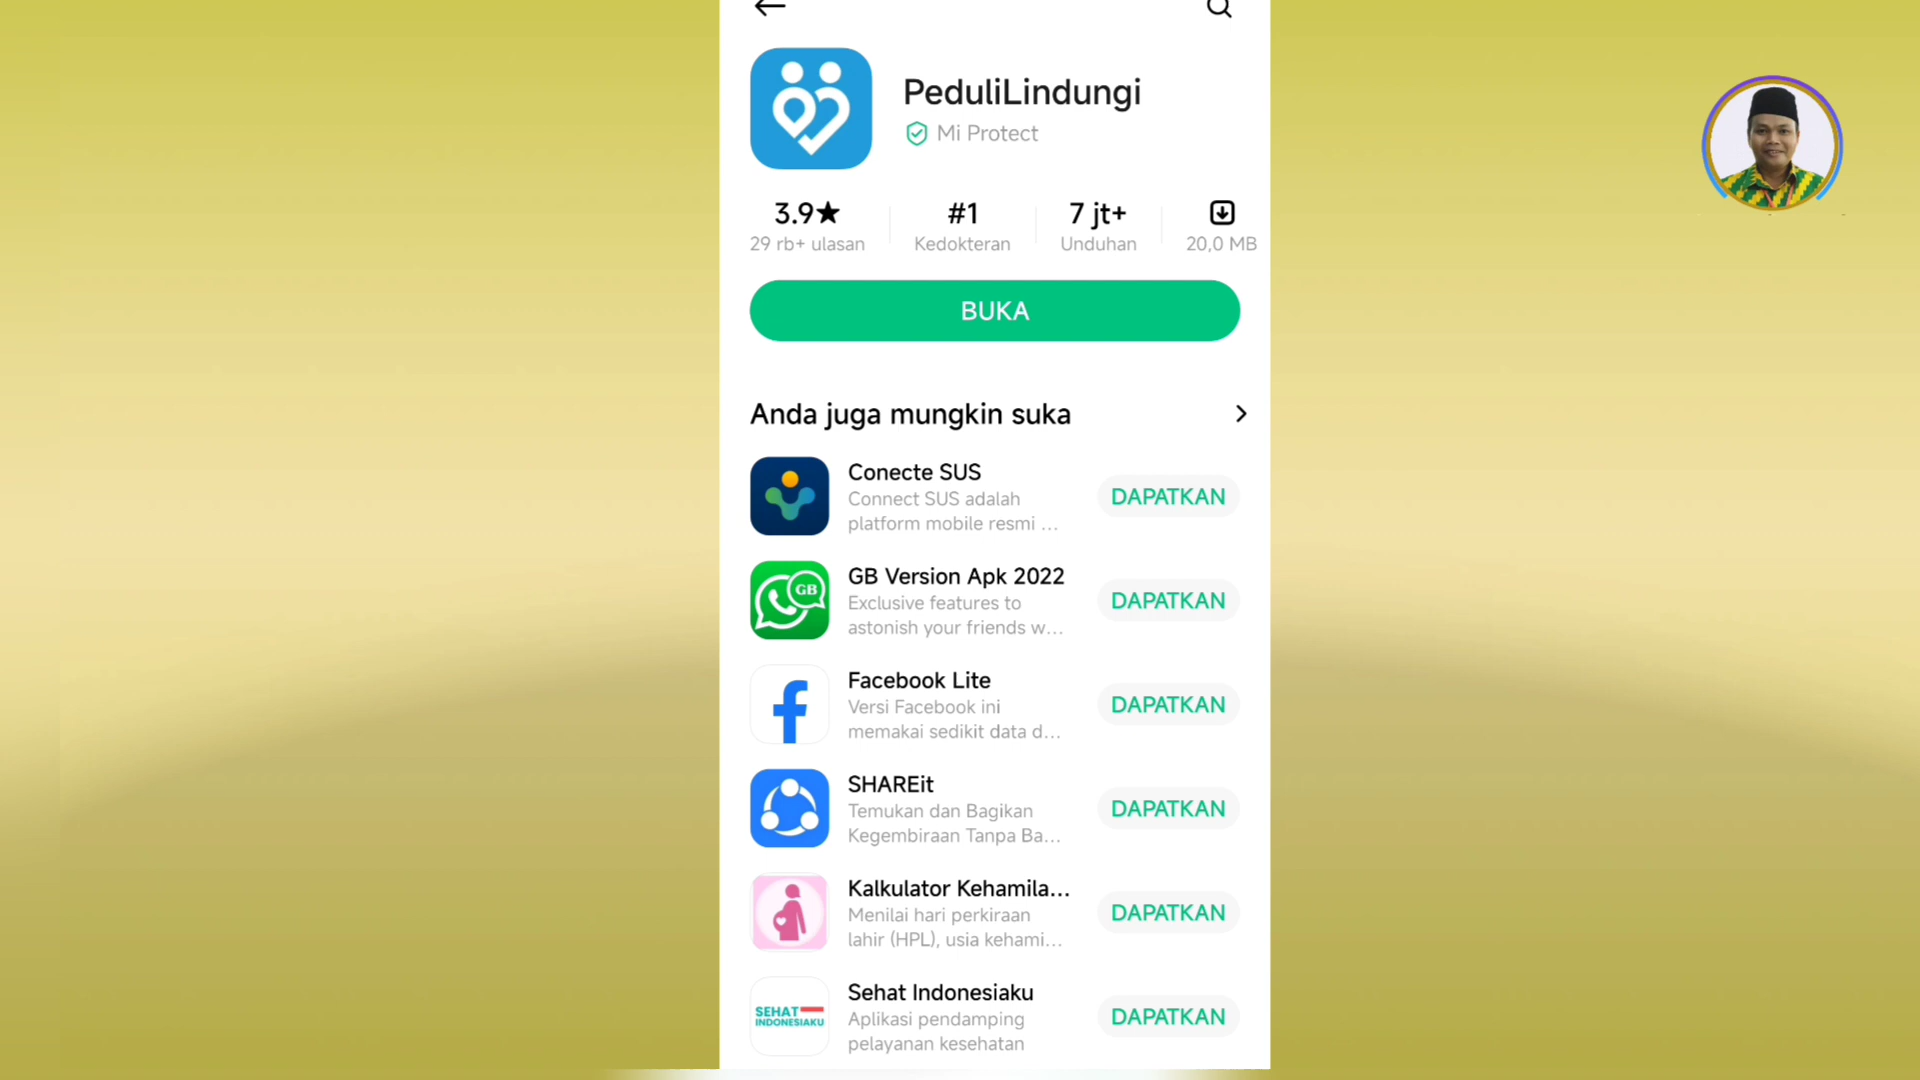 PeduliLindungi
Mi Protect
3.9★
29 rb+ ulasan
#1
Kedokteran
7 jt+
Unduhan
20,0 MB
BUKA
Anda juga mungkin suka
Conecte SUS
Connect SUS adalah
platform mobile resmi ...
DAPATKAN
GB
GB Version Apk 2022
Exclusive features to
astonish your friends w...
DAPATKAN
Facebook Lite
Versi Facebook ini
memakai sedikit data d...
DAPATKAN
SHAREit
Temukan dan Bagikan
Kegembiraan Tanpa Ba...
DAPATKAN
Kalkulator Kehamila...
Menilai hari perkiraan
lahir (HPL), usia kehami...
DAPATKAN
SEHAT
INDONESIAKU
Sehat Indonesiaku
Aplikasi pendamping
pelayanan kesehatan
DAPATKAN